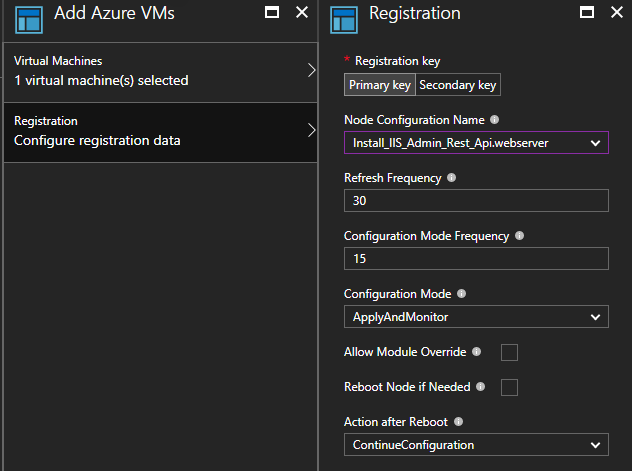 Add Azure VMs
Virtual Machines
1 virtual machine(s) selected
Registration
Configure registration data
Registration
* Registration key
Primary key Secondary key
Node Configuration Name
Install_IIS_Admin_Rest_Api.webserver
Refresh Frequency
30
Configuration Mode Frequency
15
Configuration Mode
ApplyAndMonitor
Allow Module Override
Reboot Node if Needed
Action after Reboot
ContinueConfiguration